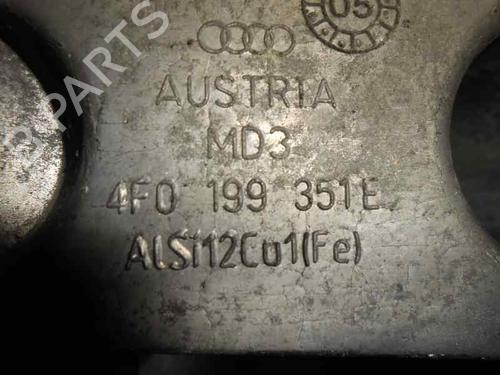 05
AUSTRIA
MD3
4F0 199 351E
AlSi12Cu1(Fe)
B PARTS